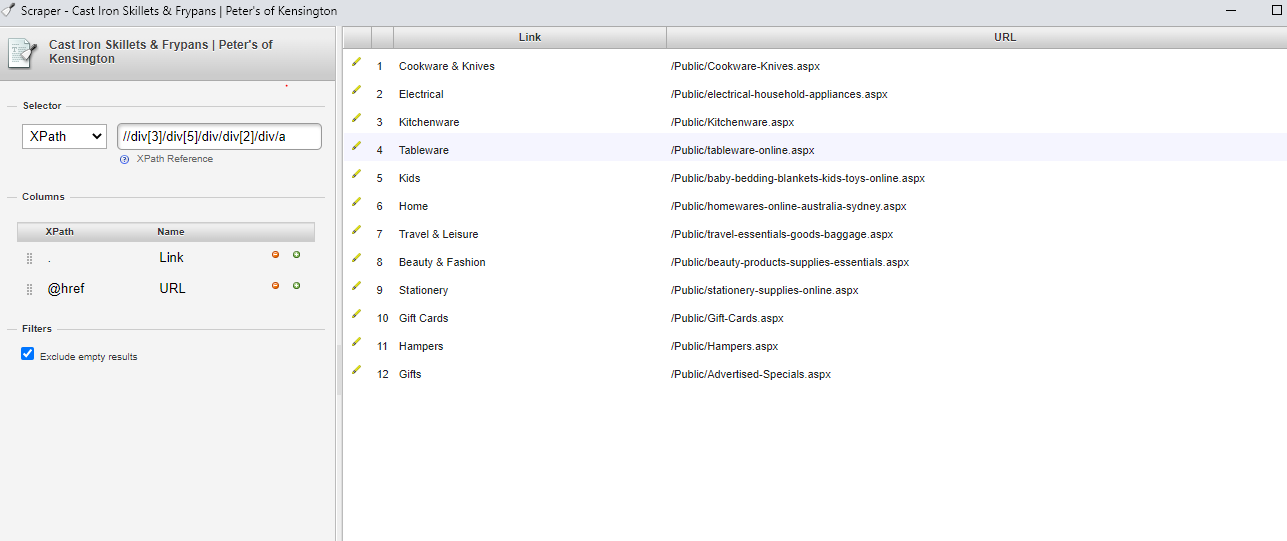 Scraper - Cast Iron Skillets & Frypans | Peter's of Kensington
Cast Iron Skillets & Frypans | Peter's of
Kensington
Selector
XPath
//div[3]/div[5]/div/div[2]/div/a
XPath Reference
Columns
XPath Name
. Link
@href URL
Filters
Exclude empty results
Link URL
1 Cookware & Knives /Public/Cookware-Knives.aspx
2 Electrical /Public/electrical-household-appliances.aspx
3 Kitchenware /Public/Kitchenware.aspx
4 Tableware /Public/tableware-online.aspx
5 Kids /Public/baby-bedding-blankets-kids-toys-online.aspx
6 Home /Public/homewares-online-australia-sydney.aspx
7 Travel & Leisure /Public/travel-essentials-goods-baggage.aspx
8 Beauty & Fashion /Public/beauty-products-supplies-essentials.aspx
9 Stationery /Public/stationery-supplies-online.aspx
10 Gift Cards /Public/Gift-Cards.aspx
11 Hampers /Public/Hampers.aspx
12 Gifts /Public/Advertised-Specials.aspx